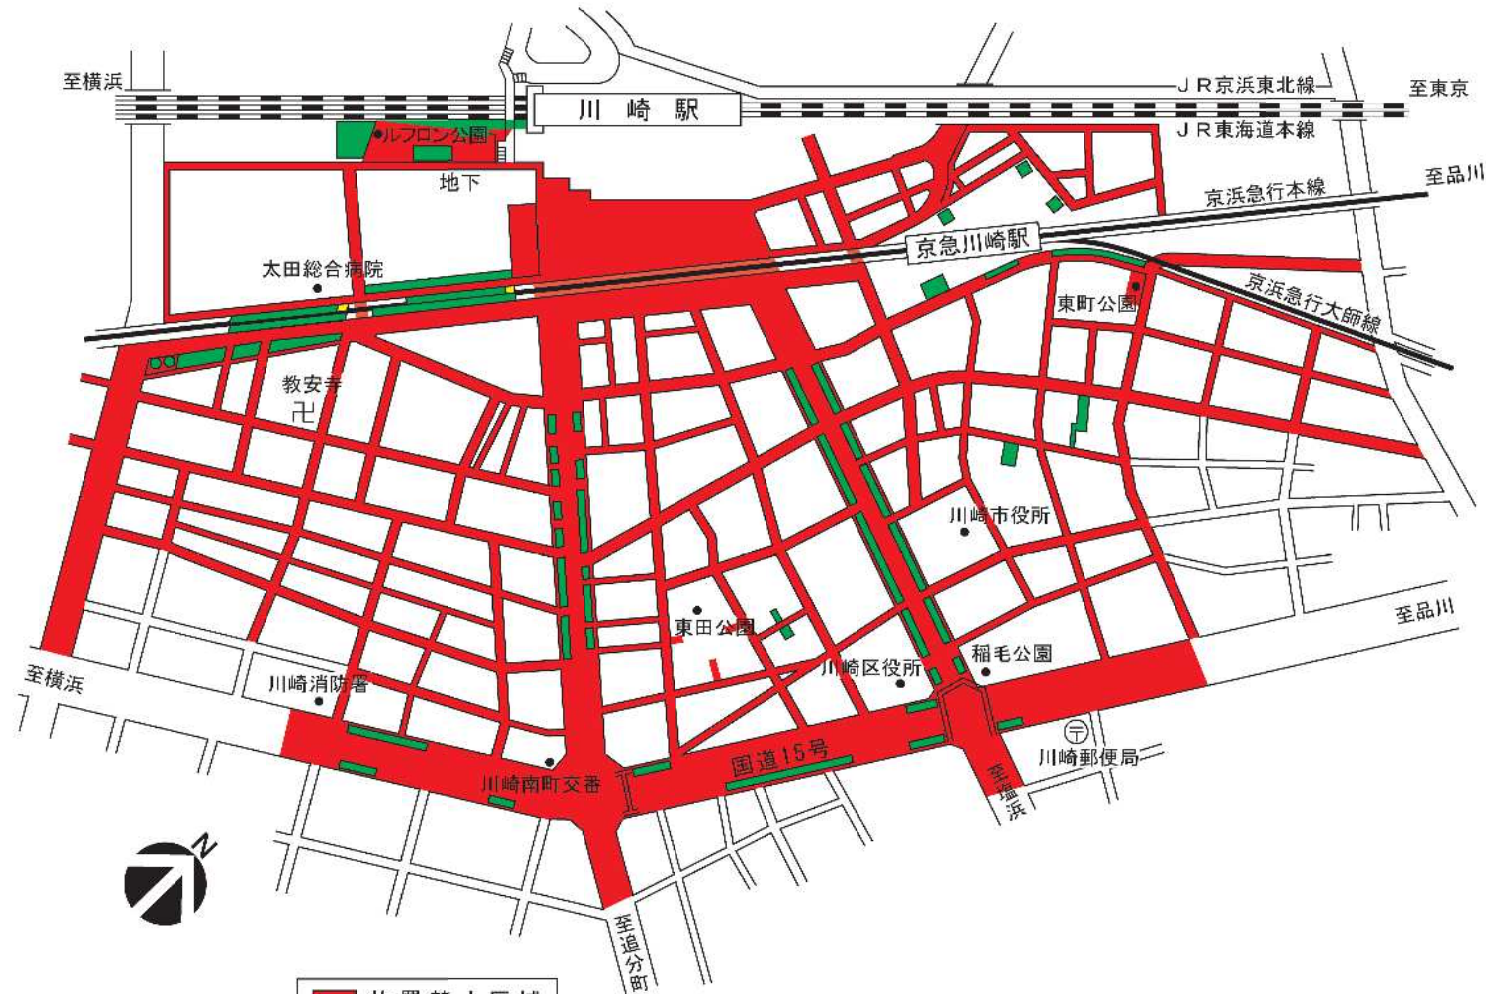 至横浜
川崎駅
JR京浜東北線
至東京
JR東海道本線
ルフロン公園
地下
至品川
京浜急行本線
京急川崎駅
太田総合病院
東町公園
京浜急行大師線
教安寺
卍
川崎市役所
東田公園
川崎区役所
稲毛公園
至品川
至横浜
川崎消防署
国道15号
〒
川崎郵便局
川崎南町交番
至塩浜
N
至追分町